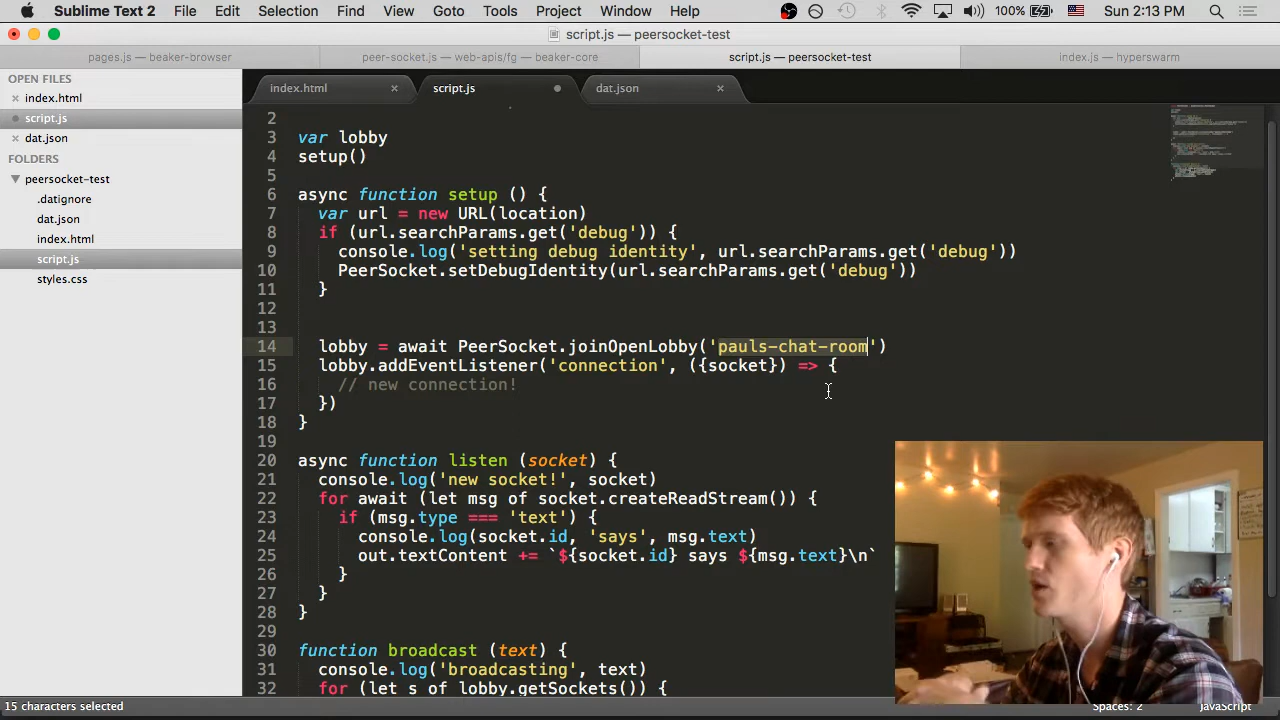 Sublime Text 2 File Edit Selection Find View Goto Tools Project Window Help 100% Sun 2:13 PM
script.js — peersocket-test
pages.js — beaker-browser peer-socket.js — web-apis/fg — beaker-core script.js — peersocket-test index.js — hyperswarm
OPEN FILES
index.html
script.js
dat.json
FOLDERS
peersocket-test
.datignore
dat.json
index.html
script.js
styles.css
index.html script.js dat.json
2
3 var lobby
4 setup()
5
6 async function setup () {
7 var url = new URL(location)
8 if (url.searchParams.get('debug')) {
9 console.log('setting debug identity', url.searchParams.get('debug'))
10 PeerSocket.setDebugIdentity(url.searchParams.get('debug'))
11 }
12
13
14 lobby = await PeerSocket.joinOpenLobby('pauls-chat-room')
15 lobby.addEventListener('connection', ({socket}) => {
16 // new connection!
17 })
18 }
19
20 async function listen (socket) {
21 console.log('new socket!', socket)
22 for await (let msg of socket.createReadStream()) {
23 if (msg.type === 'text') {
24 console.log(socket.id, 'says', msg.text)
25 out.textContent += `${socket.id} says ${msg.text}\n`
26 }
27 }
28 }
29
30 function broadcast (text) {
31 console.log('broadcasting', text)
32 for (let s of lobby.getSockets()) {
15 characters selected Spaces: 2 JavaScript